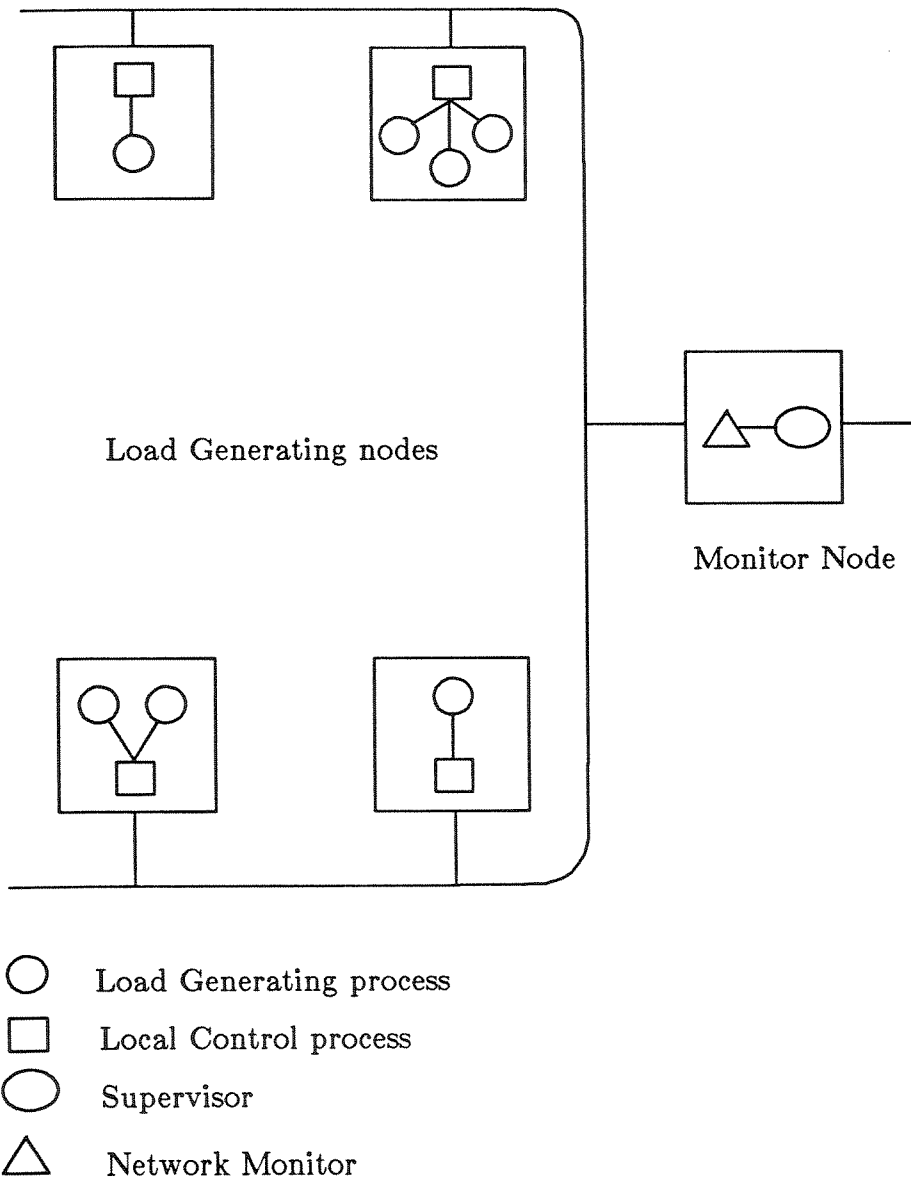 Load Generating nodes
Monitor Node
Load Generating process
Local Control process
Supervisor
Network Monitor